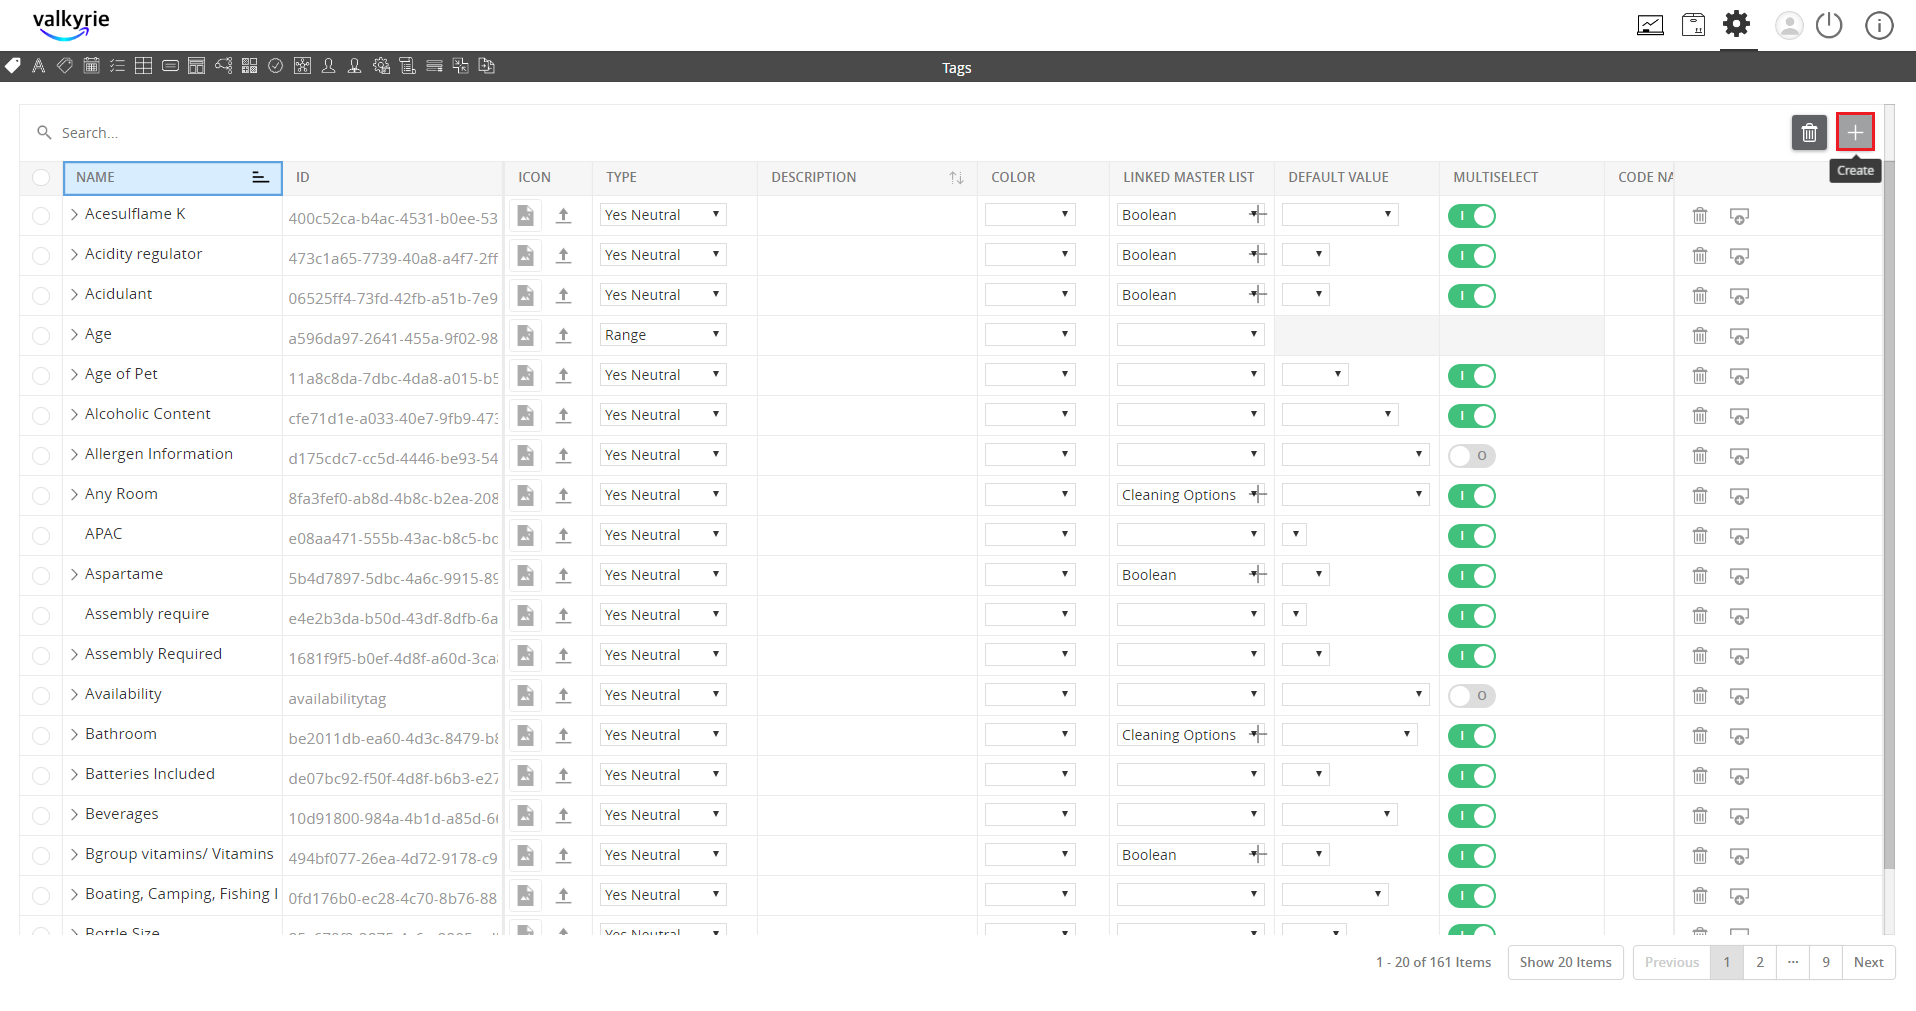 valkyrie
Tags
Search...
Create
NAME ID ICON TYPE DESCRIPTION COLOR LINKED MASTER LIST DEFAULT VALUE MULTISELECT CODE NA
Acesulflame K 400c52ca-b4ac-4531-b0ee-53 Yes Neutral Boolean
Acidity regulator 473c1a65-7739-40a8-a4f7-2ff Yes Neutral Boolean
Acidulant 06525ff4-73fd-42fb-a51b-7e9 Yes Neutral Boolean
Age a596da97-2641-455a-9f02-98 Range
Age of Pet 11a8c8da-7dbc-4da8-a015-b5 Yes Neutral
Alcoholic Content cfe71d1e-a033-40e7-9fb9-473 Yes Neutral
Allergen Information d175cdc7-cc5d-4446-be93-54 Yes Neutral
Any Room 8fa3fef0-ab8d-4b8c-b2ea-208 Yes Neutral Cleaning Options
APAC e08aa471-555b-43ac-b8c5-bd Yes Neutral
Aspartame 5b4d7897-5dbc-4a6c-9915-89 Yes Neutral Boolean
Assembly require e4e2b3da-b50d-43df-8dfb-6a Yes Neutral
Assembly Required 1681f9f5-b0ef-4d8f-a60d-3ca8 Yes Neutral
Availability availabilitytag Yes Neutral
Bathroom be2011db-ea60-4d3c-8479-b8 Yes Neutral Cleaning Options
Batteries Included de07bc92-f50f-4d8f-b6b3-e27 Yes Neutral
Beverages 10d91800-984a-4b1d-a85d-66 Yes Neutral
Bgroup vitamins/ Vitamins 494bf077-26ea-4d72-9178-c9 Yes Neutral Boolean
Boating, Camping, Fishing I 0fd176b0-ec28-4c70-8b76-88 Yes Neutral
Bottle Size Yes Neutral
1 - 20 of 161 Items Show 20 Items Previous 1 2 ... 9 Next